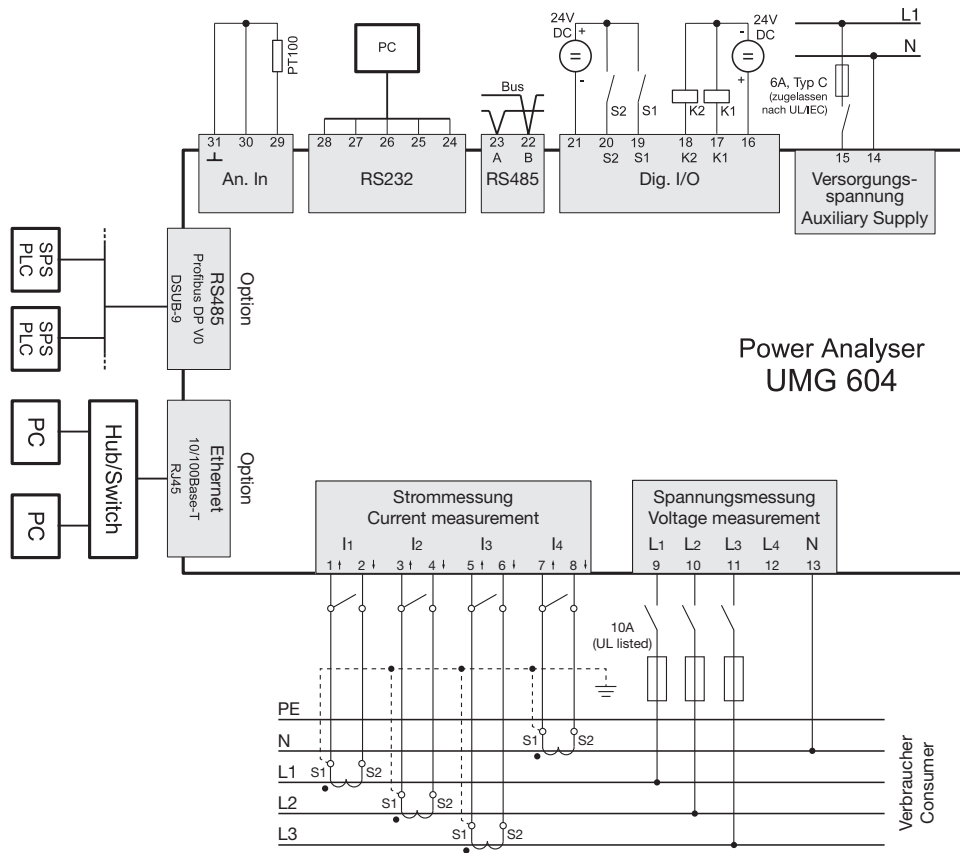 24V
DC
+
-
24V
DC
-
+
L1
N
PC
PT100
Bus
S2
S1
K2
K1
6A, Typ C
(zugelassen
nach UL/IEC)
31 30 29
28 27 26 25 24
23 22
A B
21 20 19 18 17 16
S2 S1 K2 K1
15 14
An. In
RS232
RS485
Dig. I/O
Versorgungs-
spannung
Auxiliary Supply
SPS
PLC
SPS
PLC
RS485
Profibus DP V0
DSUB-9
Option
Power Analyser
UMG 604
PC
PC
Hub/Switch
Ethernet
10/100Base-T
RJ45
Option
Strommessung
Current measurement
I1 I2 I3 I4
1 2 3 4 5 6 7 8
Spannungsmessung
Voltage measurement
L1 L2 L3 L4 N
9 10 11 12 13
10A
(UL listed)
PE
N
L1
L2
L3
S1 S2
S1 S2
S1 S2
S1 S2
Verbraucher
Consumer